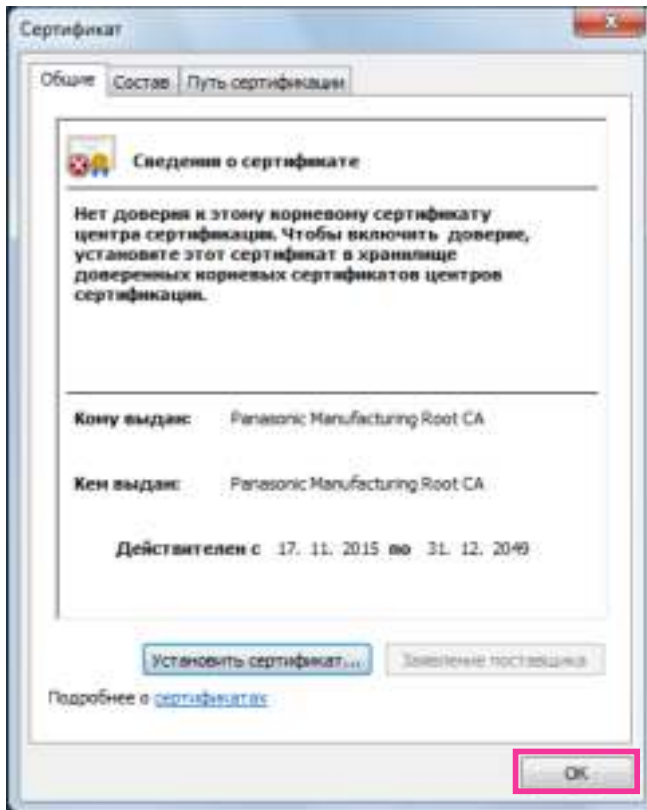 Сертификат
Общие Состав Путь сертификации
Сведения о сертификате
Нет доверия к этому корневому сертификату
центра сертификации. Чтобы включить доверие,
установите этот сертификат в хранилище
доверенных корневых сертификатов центров
сертификации.
Кому выдан: Panasonic Manufacturing Root CA
Кем выдан: Panasonic Manufacturing Root CA
Действителен с 17. 11. 2015 по 31. 12. 2049
Установить сертификат... Заявление поставщика
Подробнее о сертификатах
OK